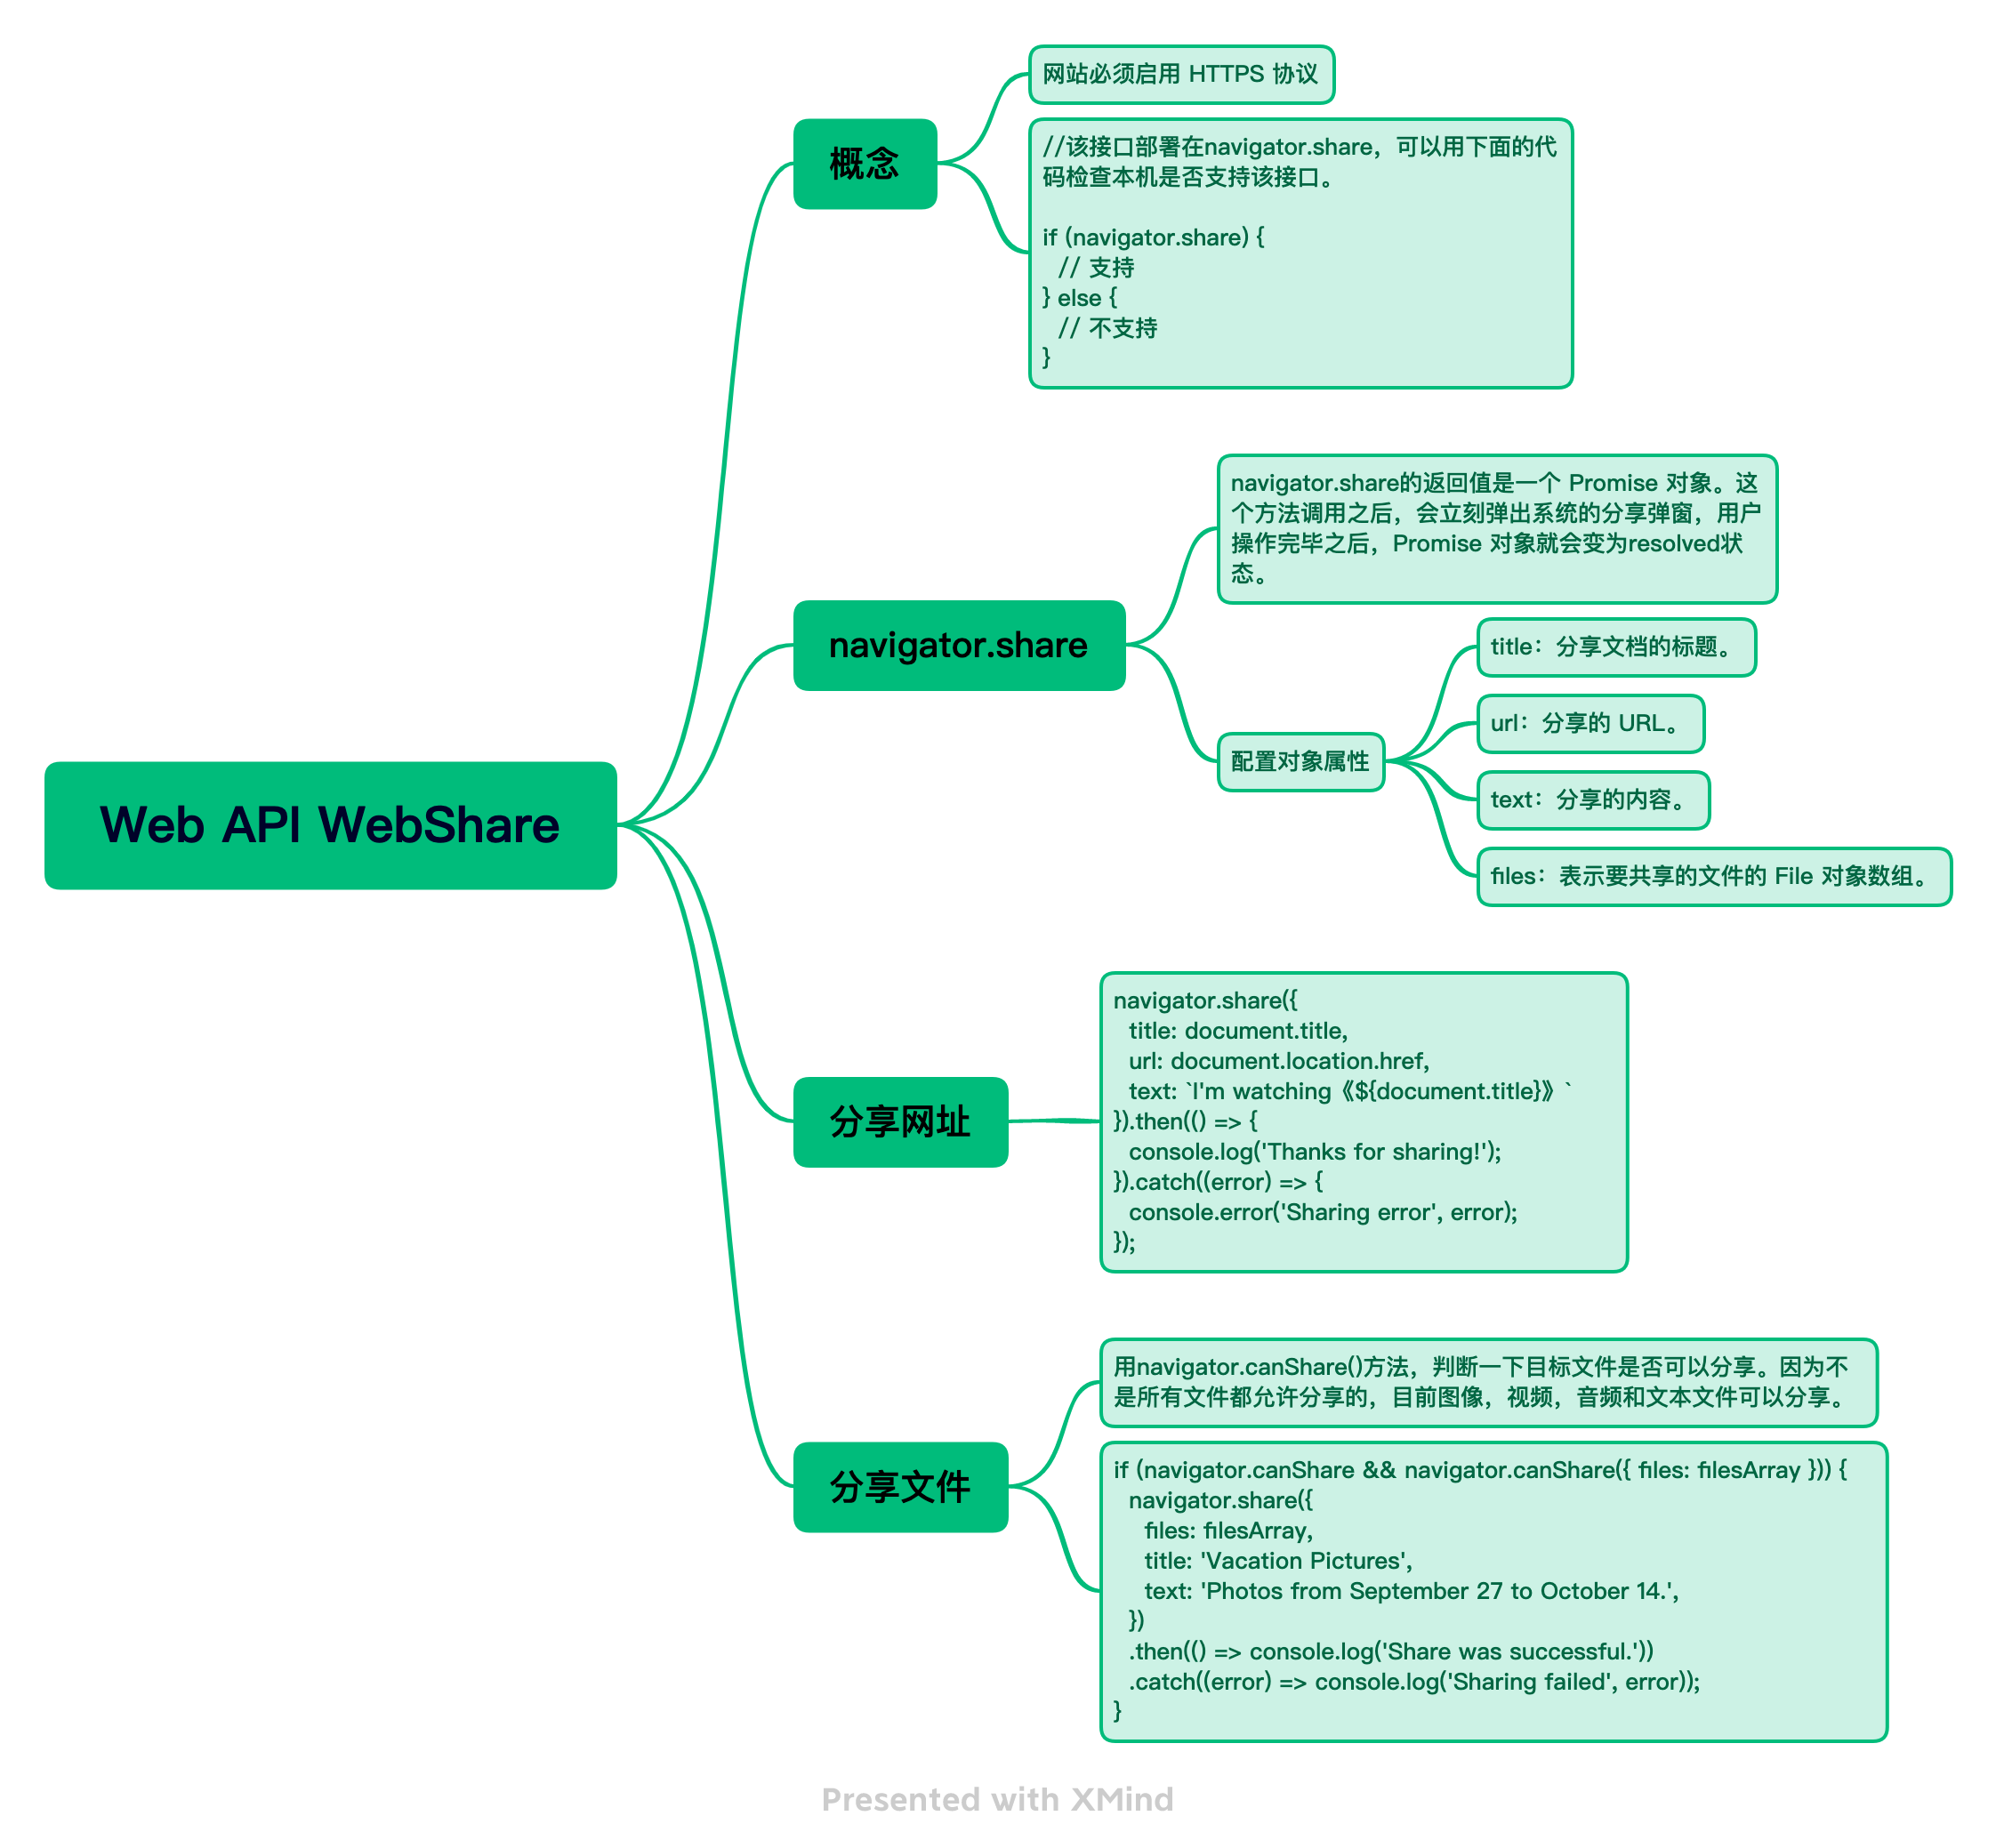 Web API WebShare
概念
网站必须启用 HTTPS 协议
//该接口部署在navigator.share，可以用下面的代
码检查本机是否支持该接口。

if (navigator.share) {
  // 支持
} else {
  // 不支持
}
navigator.share
navigator.share的返回值是一个 Promise 对象。这
个方法调用之后，会立刻弹出系统的分享弹窗，用户
操作完毕之后，Promise 对象就会变为resolved状
态。
配置对象属性
title：分享文档的标题。
url：分享的 URL。
text：分享的内容。
files：表示要共享的文件的 File 对象数组。
分享网址
navigator.share({
  title: document.title,
  url: document.location.href,
  text: `I'm watching《${document.title}》`
}).then(() => {
  console.log('Thanks for sharing!');
}).catch((error) => {
  console.error('Sharing error', error);
});
分享文件
用navigator.canShare()方法，判断一下目标文件是否可以分享。因为不
是所有文件都允许分享的，目前图像，视频，音频和文本文件可以分享。
if (navigator.canShare && navigator.canShare({ files: filesArray })) {
  navigator.share({
    files: filesArray,
    title: 'Vacation Pictures',
    text: 'Photos from September 27 to October 14.',
  })
  .then(() => console.log('Share was successful.'))
  .catch((error) => console.log('Sharing failed', error));
}
Presented with XMind